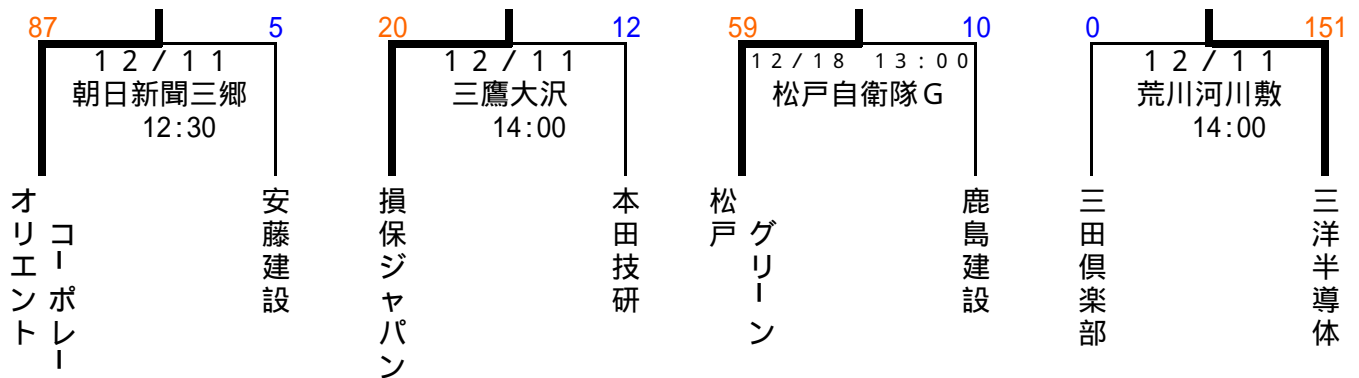 87
5
12/11
朝日新聞三郷
12:30
オリエント
コーポレー
安藤建設
20
12
12/11
三鷹大沢
14:00
損保ジャパン
本田技研
59
10
12/18 13:00
松戸自衛隊G
松戸
グリーン
鹿島建設
0
151
12/11
荒川河川敷
14:00
三田倶楽部
三洋半導体